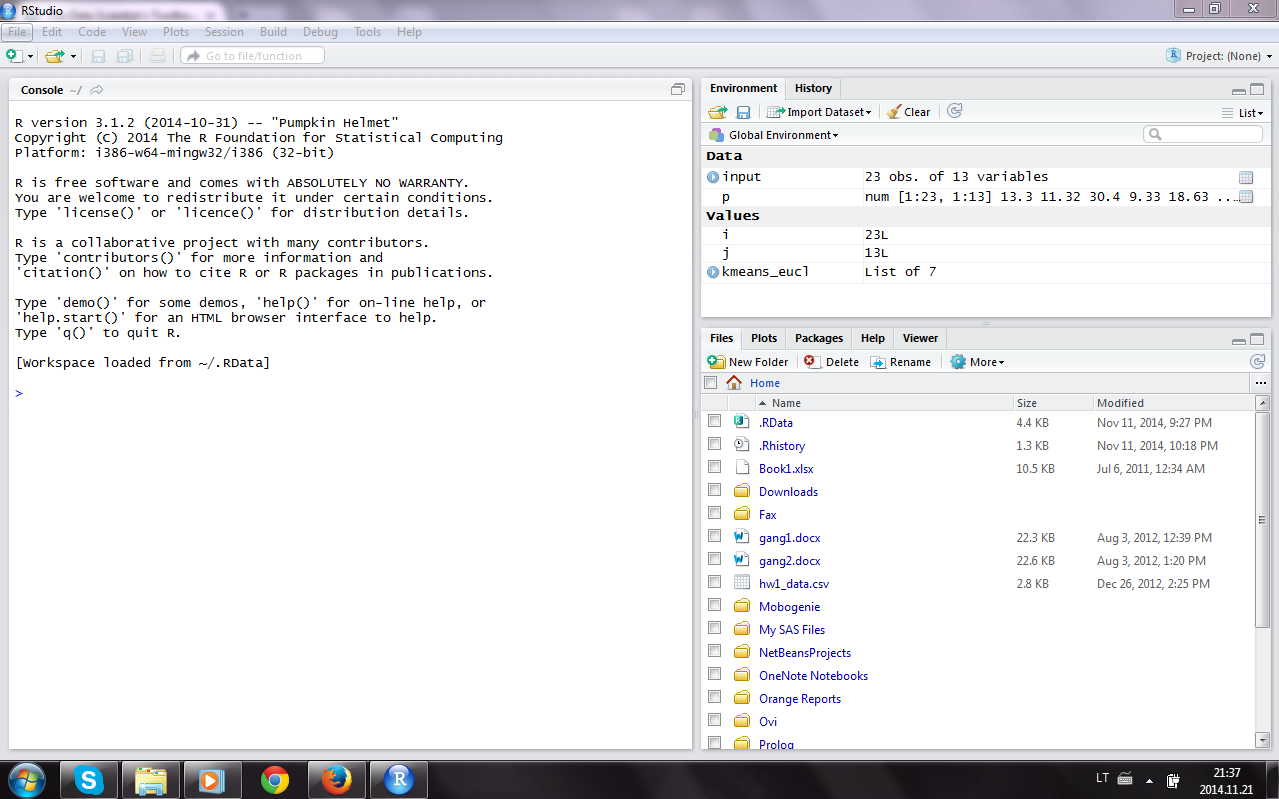 RStudio
File Edit Code View Plots Session Build Debug Tools Help
Go to file/function Project: (None)
Console ~/
R version 3.1.2 (2014-10-31) -- "Pumpkin Helmet"
Copyright (C) 2014 The R Foundation for Statistical Computing
Platform: i386-w64-mingw32/i386 (32-bit)
R is free software and comes with ABSOLUTELY NO WARRANTY.
You are welcome to redistribute it under certain conditions.
Type 'license()' or 'licence()' for distribution details.
R is a collaborative project with many contributors.
Type 'contributors()' for more information and
'citation()' on how to cite R or R packages in publications.
Type 'demo()' for some demos, 'help()' for on-line help, or
'help.start()' for an HTML browser interface to help.
Type 'q()' to quit R.
[Workspace loaded from ~/.RData]
>
Environment History
Import Dataset Clear List
Global Environment
Data
input 23 obs. of 13 variables
p num [1:23, 1:13] 13.3 11.32 30.4 9.33 18.63 ...
Values
i 23L
j 13L
kmeans_eucl List of 7
Files Plots Packages Help Viewer
New Folder Delete Rename More
Home ...
Name Size Modified
.RData 4.4 KB Nov 11, 2014, 9:27 PM
.Rhistory 1.3 KB Nov 11, 2014, 10:18 PM
Book1.xlsx 10.5 KB Jul 6, 2011, 12:34 AM
Downloads
Fax
gang1.docx 22.3 KB Aug 3, 2012, 12:39 PM
gang2.docx 22.6 KB Aug 3, 2012, 1:20 PM
hw1_data.csv 2.8 KB Dec 26, 2012, 2:25 PM
Mobogenie
My SAS Files
NetBeansProjects
OneNote Notebooks
Orange Reports
Ovi
Prolog
LT 21:37
2014.11.21